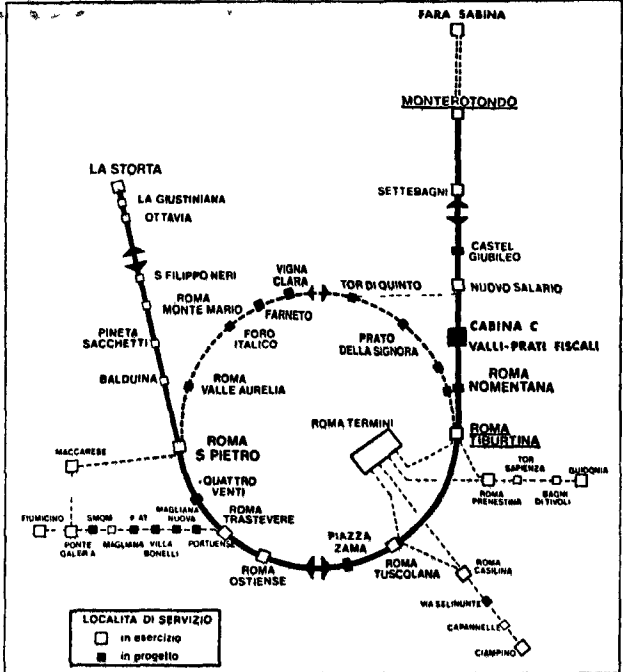 FARA SABINA
MONTEROTONDO
LA STORTA
LA GIUSTINIANA
OTTAVIA
SETTEBAGNI
CASTEL
GIUBILEO
S FILIPPO NERI
VIGNA
CLARA
TOR DI QUINTO
NUOVO SALARIO
ROMA
MONTE MARIO
FARNETO
FORO
ITALICO
PRATO
DELLA SIGNORA
CABINA C
VALLI-PRATI FISCALI
PINETA
SACCHETTI
BALDUINA
ROMA
VALLE AURELIA
ROMA
NOMENTANA
ROMA TERMINI
ROMA
TIBURTINA
MACCARESE
ROMA
S PIETRO
QUATTRO
VENTI
TOR
SAPIENZA
GUIDONIA
ROMA
PRENESTINA
BAGNI
DI TIVOLI
FIUMICINO
PONTE
GALERIA
MAGLIANA
VILLA
BONELLI
MAGLIANA
NUOVA
PORTUENSE
ROMA
TRASTEVERE
ROMA
OSTIENSE
PIAZZA
ZAMA
ROMA
TUSCOLANA
ROMA
CASILINA
VIA SELINUNTE
CAPANNELLE
CIAMPINO
LOCALITA DI SERVIZIO
in esercizio
in progetto